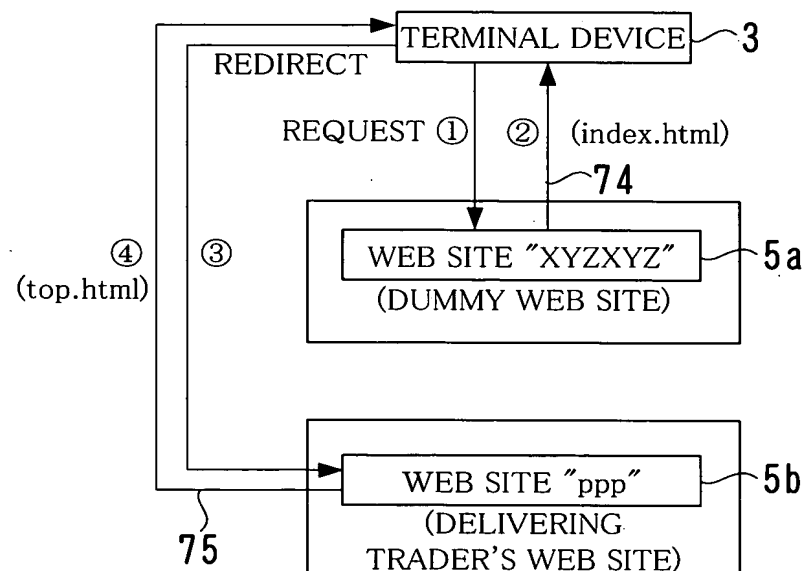 TERMINAL DEVICE 3
REDIRECT
REQUEST ① ② (index.html)
74
WEB SITE "XYZXYZ" 5a
(DUMMY WEB SITE)
④ ③
(top.html)
WEB SITE "ppp" 5b
(DELIVERING
TRADER'S WEB SITE)
75